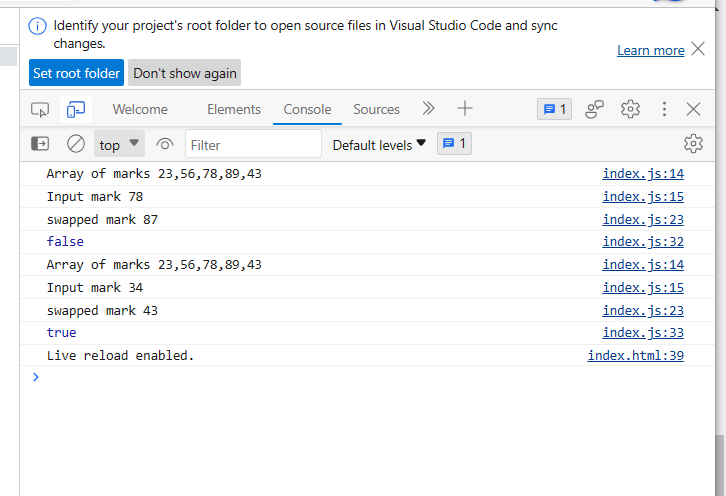 Identify your project's root folder to open source files in Visual Studio Code and sync
changes.
Learn more
Set root folder Don't show again
Welcome Elements Console Sources 1
top Filter Default levels 1
Array of marks 23,56,78,89,43 index.js:14
Input mark 78 index.js:15
swapped mark 87 index.js:23
false index.js:32
Array of marks 23,56,78,89,43 index.js:14
Input mark 34 index.js:15
swapped mark 43 index.js:23
true index.js:33
Live reload enabled. index.html:39